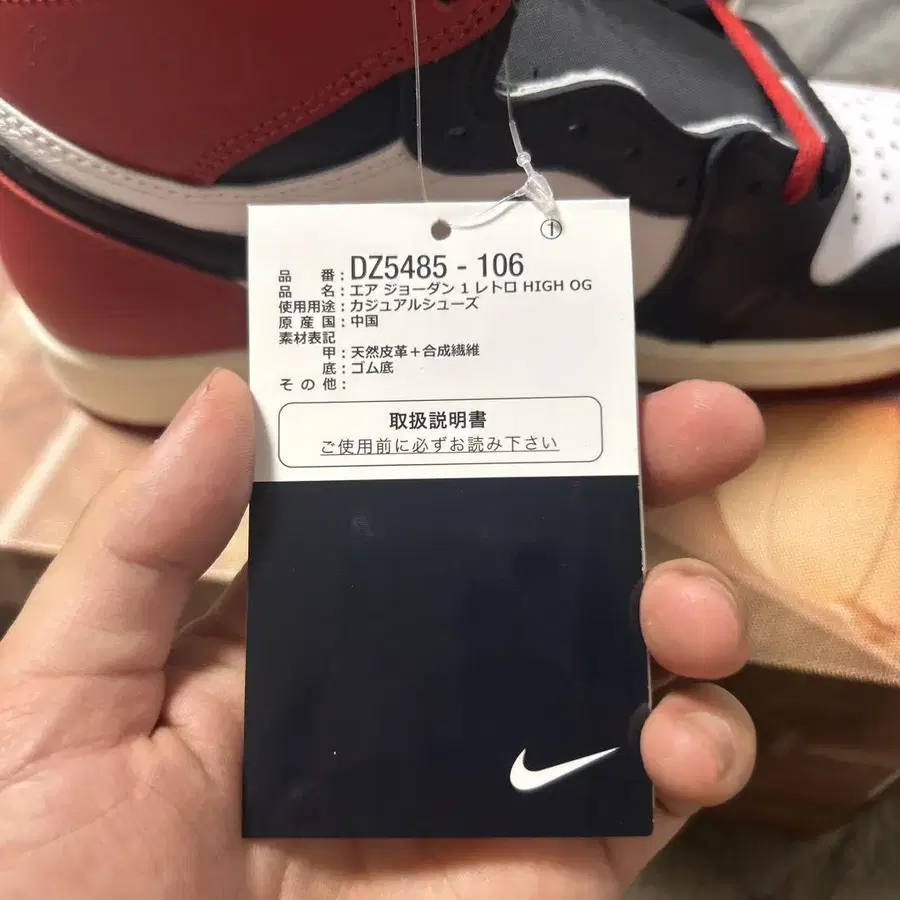 ①
品 番：DZ5485 - 106
品 名：エア ジョーダン 1 レトロ HIGH OG
使用用途：カジュアルシューズ
原 産 国：中国
素材表記
甲：天然皮革＋合成繊維
底：ゴム底
そ の 他：
取扱説明書
ご使用前に必ずお読み下さい